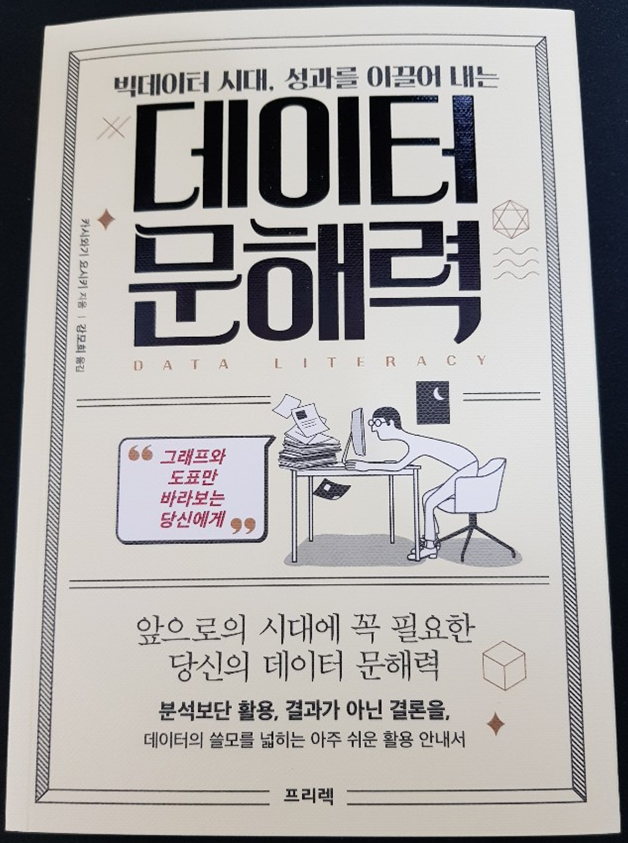 빅데이터 시대, 성과를 이끌어 내는
데이터
문해력
DATA LITERACY
카시와기 요시키 지음 | 강모희 옮김
“그래프와
도표만
바라보는
당신에게”
앞으로의 시대에 꼭 필요한
당신의 데이터 문해력
분석보단 활용, 결과가 아닌 결론을,
데이터의 쓸모를 넓히는 아주 쉬운 활용 안내서
프리렉